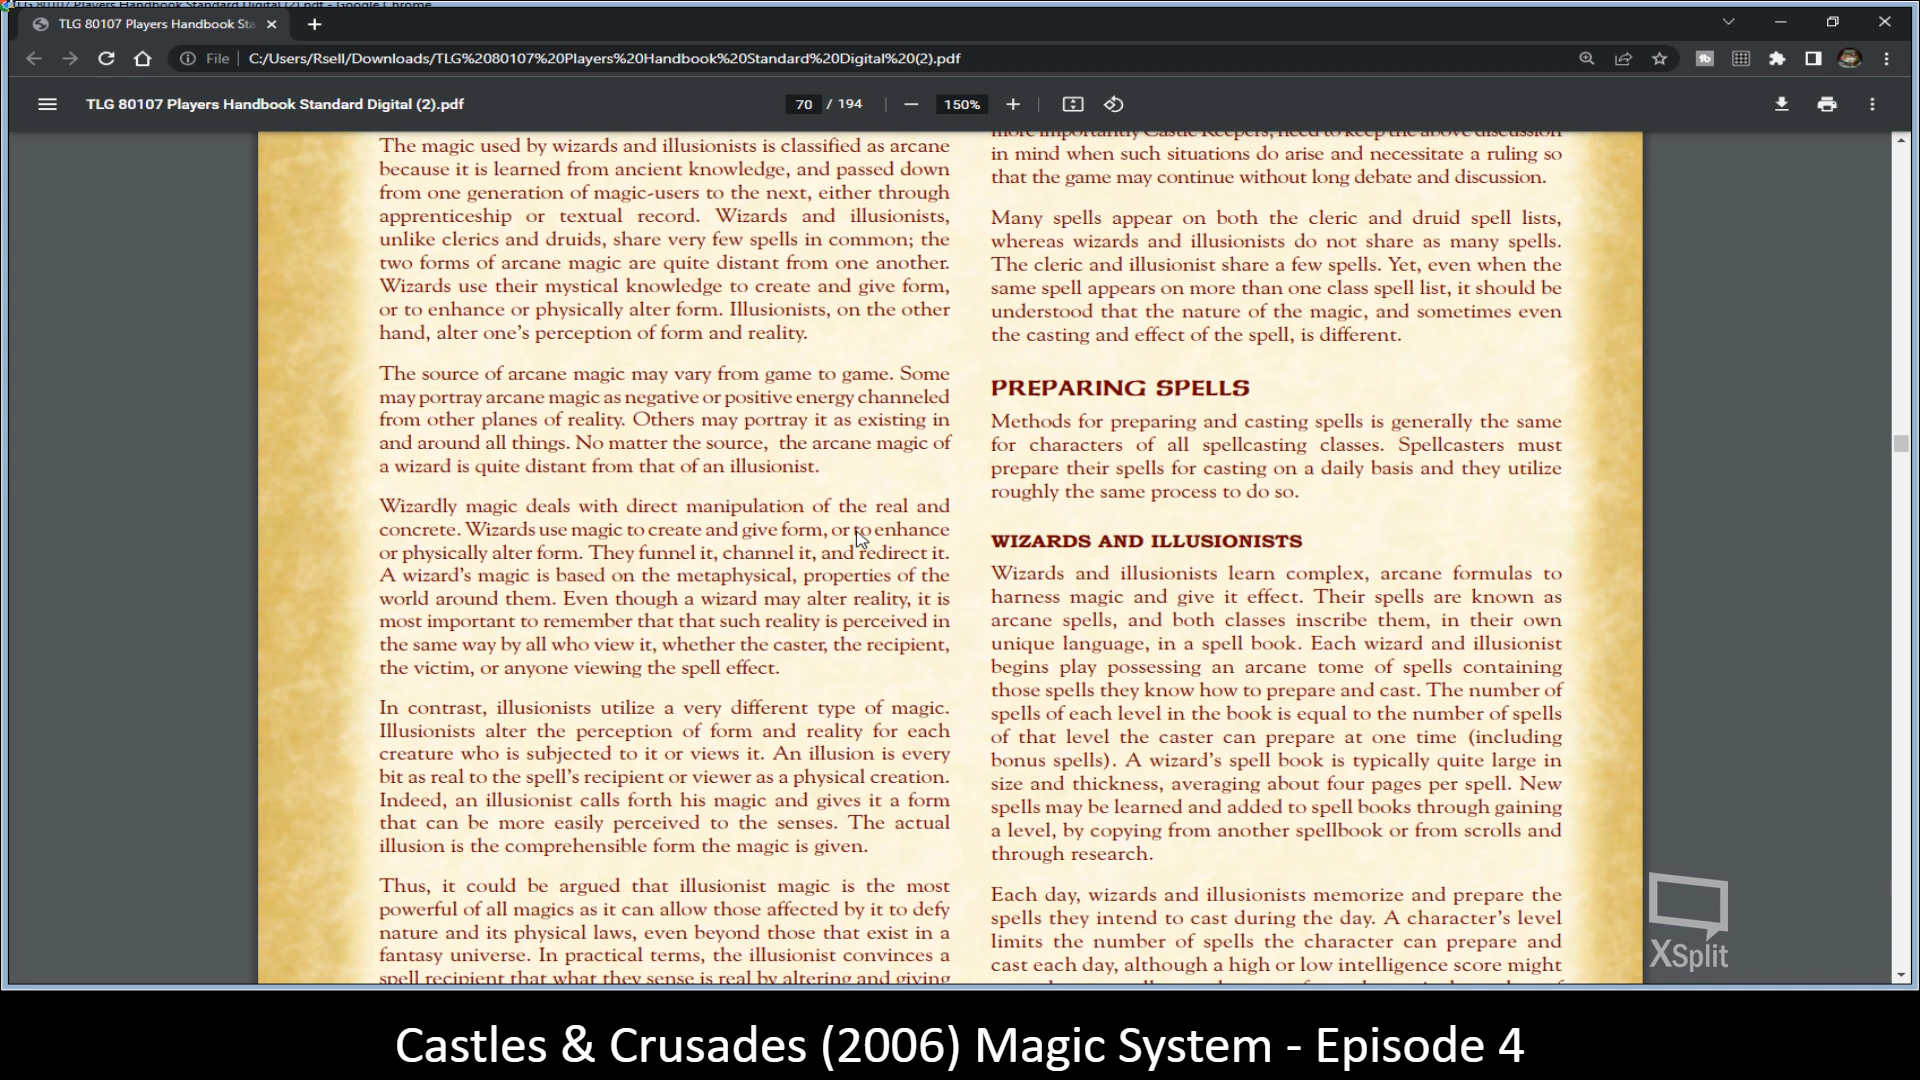 TLG 80107 Players Handbook Standard Digital (2).pdf - Google Chrome
TLG 80107 Players Handbook Sta
File
C:/Users/Rsell/Downloads/TLG%2080107%20Players%20Handbook%20Standard%20Digital%20(2).pdf
TLG 80107 Players Handbook Standard Digital (2).pdf
70 / 194
150%
The magic used by wizards and illusionists is classified as arcane
because it is learned from ancient knowledge, and passed down
from one generation of magic-users to the next, either through
apprenticeship or textual record. Wizards and illusionists,
unlike clerics and druids, share very few spells in common; the
two forms of arcane magic are quite distant from one another.
Wizards use their mystical knowledge to create and give form,
or to enhance or physically alter form. Illusionists, on the other
hand, alter one's perception of form and reality.
The source of arcane magic may vary from game to game. Some
may portray arcane magic as negative or positive energy channeled
from other planes of reality. Others may portray it as existing in
and around all things. No matter the source, the arcane magic of
a wizard is quite distant from that of an illusionist.
Wizardly magic deals with direct manipulation of the real and
concrete. Wizards use magic to create and give form, or to enhance
or physically alter form. They funnel it, channel it, and redirect it.
A wizard's magic is based on the metaphysical, properties of the
world around them. Even though a wizard may alter reality, it is
most important to remember that that such reality is perceived in
the same way by all who view it, whether the caster, the recipient,
the victim, or anyone viewing the spell effect.
In contrast, illusionists utilize a very different type of magic.
Illusionists alter the perception of form and reality for each
creature who is subjected to it or views it. An illusion is every
bit as real to the spell's recipient or viewer as a physical creation.
Indeed, an illusionist calls forth his magic and gives it a form
that can be more easily perceived to the senses. The actual
illusion is the comprehensible form the magic is given.
Thus, it could be argued that illusionist magic is the most
powerful of all magics as it can allow those affected by it to defy
nature and its physical laws, even beyond those that exist in a
fantasy universe. In practical terms, the illusionist convinces a
spell recipient that what they sense is real by altering and giving
more importantly Castle Keepers, need to keep the above discussion
in mind when such situations do arise and necessitate a ruling so
that the game may continue without long debate and discussion.
Many spells appear on both the cleric and druid spell lists,
whereas wizards and illusionists do not share as many spells.
The cleric and illusionist share a few spells. Yet, even when the
same spell appears on more than one class spell list, it should be
understood that the nature of the magic, and sometimes even
the casting and effect of the spell, is different.
PREPARING SPELLS
Methods for preparing and casting spells is generally the same
for characters of all spellcasting classes. Spellcasters must
prepare their spells for casting on a daily basis and they utilize
roughly the same process to do so.
WIZARDS AND ILLUSIONISTS
Wizards and illusionists learn complex, arcane formulas to
harness magic and give it effect. Their spells are known as
arcane spells, and both classes inscribe them, in their own
unique language, in a spell book. Each wizard and illusionist
begins play possessing an arcane tome of spells containing
those spells they know how to prepare and cast. The number of
spells of each level in the book is equal to the number of spells
of that level the caster can prepare at one time (including
bonus spells). A wizard's spell book is typically quite large in
size and thickness, averaging about four pages per spell. New
spells may be learned and added to spell books through gaining
a level, by copying from another spellbook or from scrolls and
through research.
Each day, wizards and illusionists memorize and prepare the
spells they intend to cast during the day. A character's level
limits the number of spells the character can prepare and
cast each day, although a high or low intelligence score might
XSplit
Castles & Crusades (2006) Magic System - Episode 4